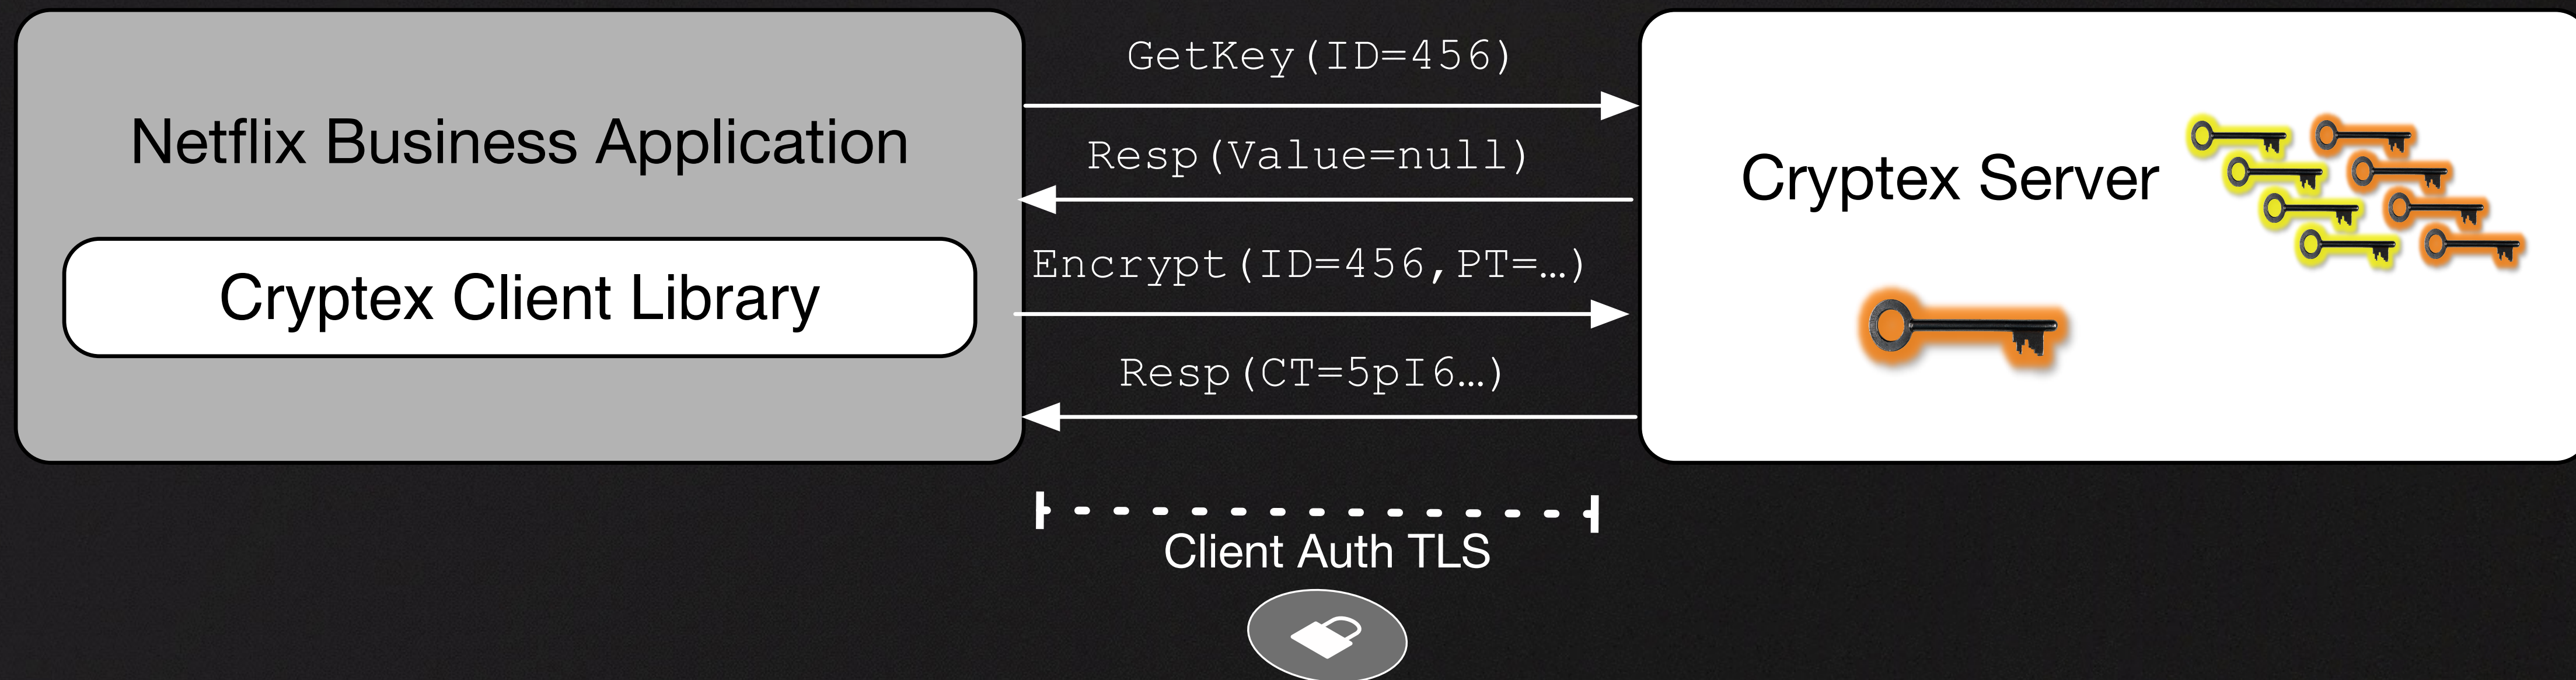 Netflix Business Application
Cryptex Client Library
GetKey(ID=456)
Resp(Value=null)
Encrypt(ID=456,PT=…)
Resp(CT=5pI6…)
Client Auth TLS
Cryptex Server